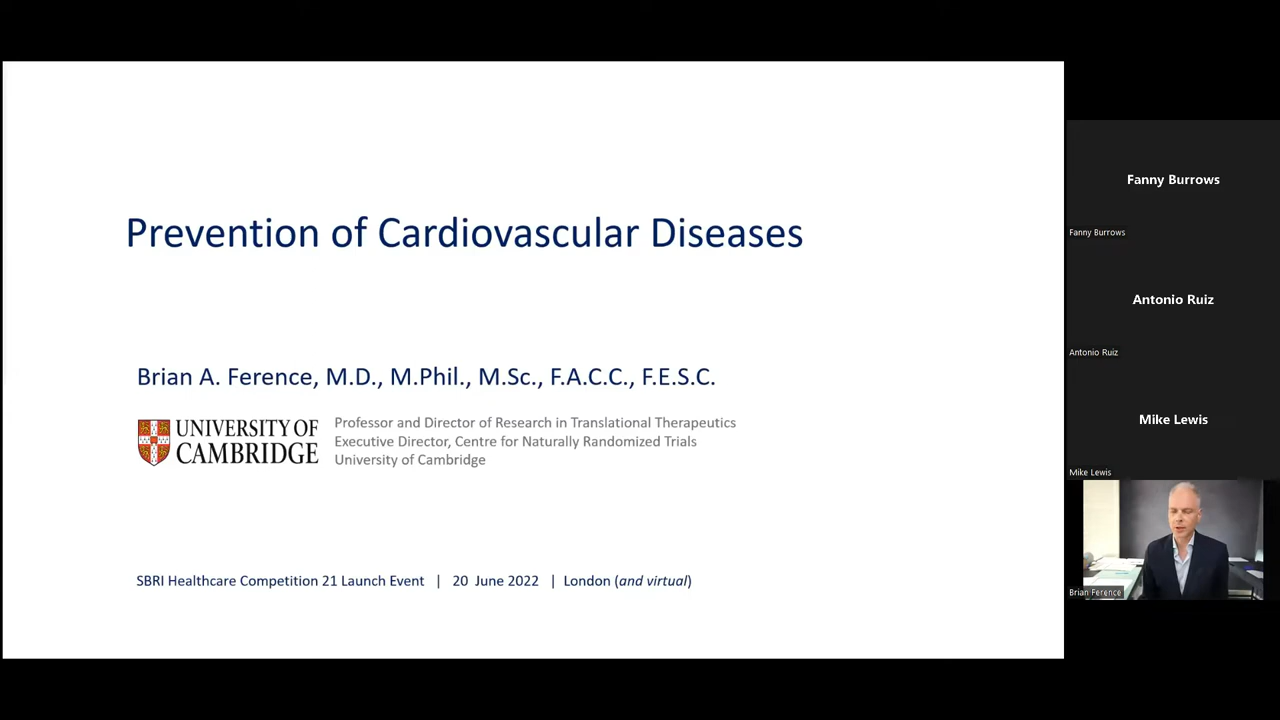 Prevention of Cardiovascular Diseases
Brian A. Ference, M.D., M.Phil., M.Sc., F.A.C.C., F.E.S.C.
UNIVERSITY OF
CAMBRIDGE
Professor and Director of Research in Translational Therapeutics
Executive Director, Centre for Naturally Randomized Trials
University of Cambridge
SBRI Healthcare Competition 21 Launch Event | 20 June 2022 | London (and virtual)
Fanny Burrows
Fanny Burrows
Antonio Ruiz
Antonio Ruiz
Mike Lewis
Mike Lewis
Brian Ference